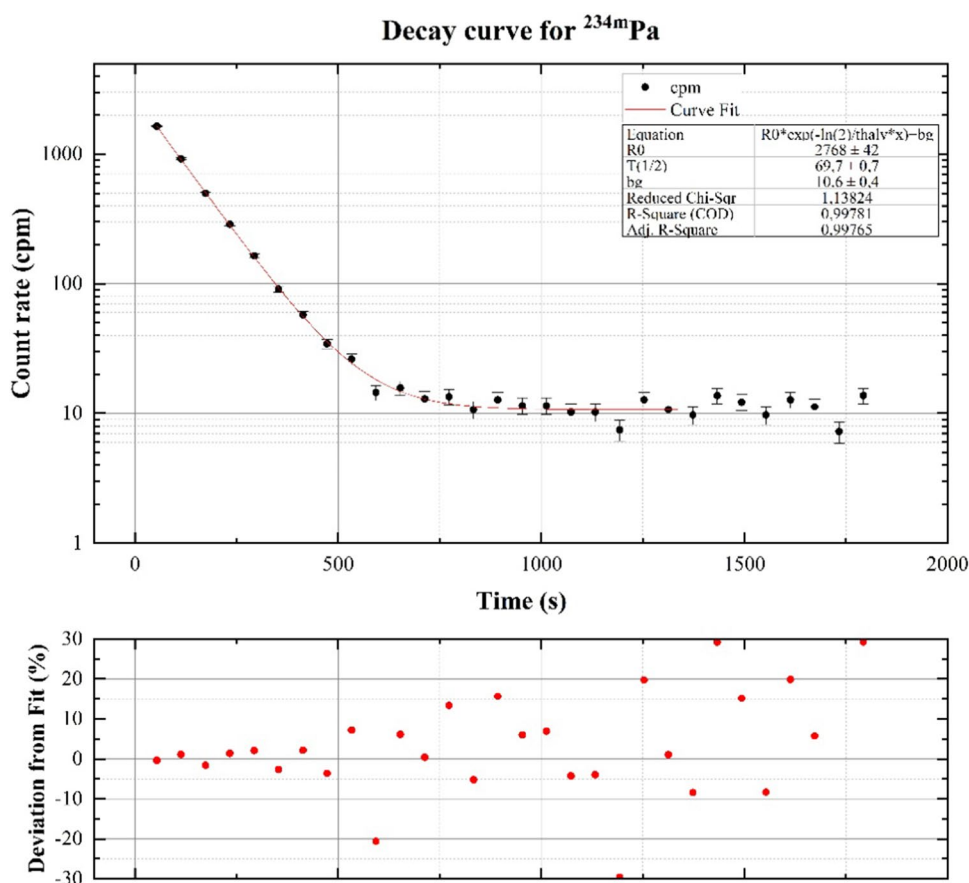 Decay curve for ²³⁴ᵐPa
cpm
Curve Fit
Equation R0*exp(-ln(2)/thalv*x)+bg
R0 2768 ± 42
T(1/2) 69,7 ± 0,7
bg 10,6 ± 0,4
Reduced Chi-Sqr 1,13824
R-Square (COD) 0,99781
Adj. R-Square 0,99765
Count rate (cpm)
1000
100
10
1
0 500 1000 1500 2000
Time (s)
Deviation from Fit (%)
30
20
10
0
-10
-20
-30